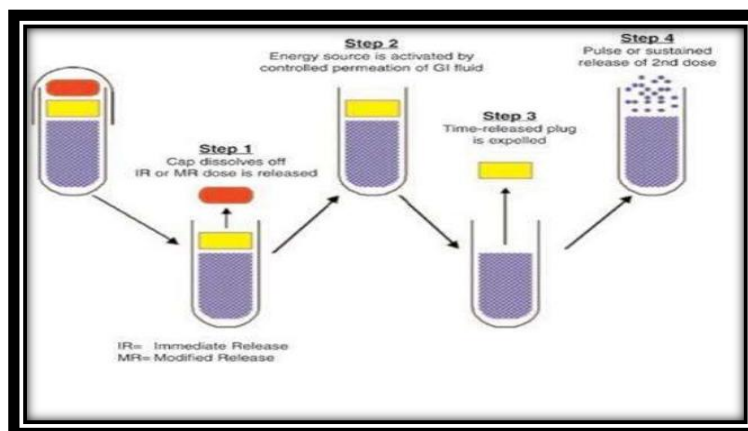 Step 1
Cap dissolves off
IR or MR dose is released
Step 2
Energy source is activated by
controlled permeation of GI fluid
Step 3
Time-released plug
is expelled
Step 4
Pulse or sustained
release of 2nd dose
IR= Immediate Release
MR= Modified Release